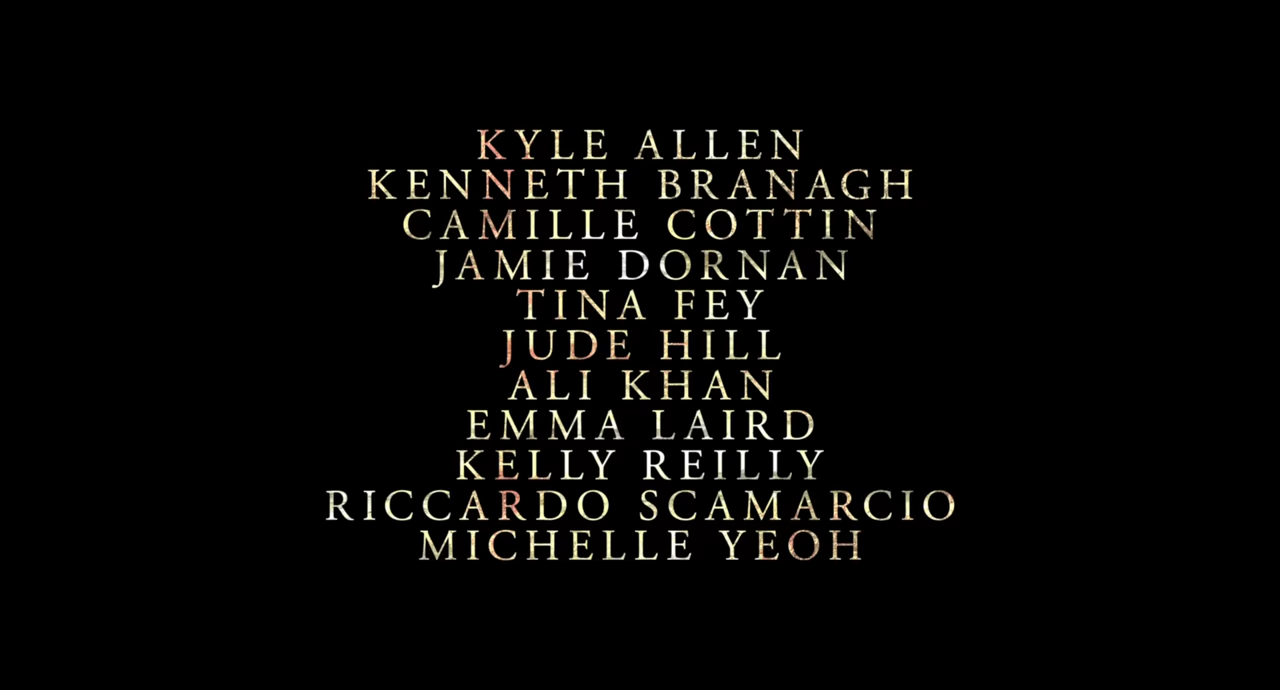 KYLE ALLEN
KENNETH BRANAGH
CAMILLE COTTIN
JAMIE DORNAN
TINA FEY
JUDE HILL
ALI KHAN
EMMA LAIRD
KELLY REILLY
RICCARDO SCAMARCIO
MICHELLE YEOH